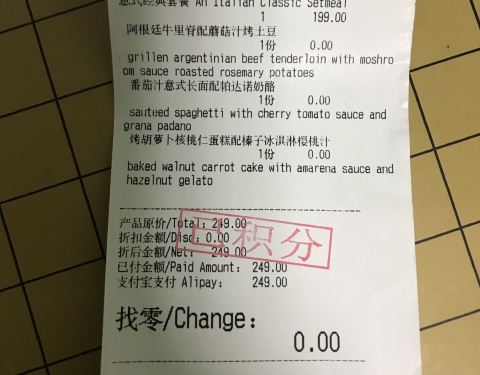 意式经典套餐 An Italian Classic Setmeal
1 199.00
阿根廷牛里脊配蘑菇汁烤土豆
1份 0.00
grillen argentinian beef tenderloin with moshro
om sauce roasted rosemary potatoes
番茄汁意式长面配帕达诺奶酪
1份 0.00
sauteed spaghetti with cherry tomato sauce and
grana padano
烤胡萝卜核桃仁蛋糕配榛子冰淇淋樱桃汁
1份 0.00
baked walnut carrot cake with amarena sauce and
hazelnut gelato
产品原价/Total: 249.00
折扣金额/Disc: 0.00
折后金额/Net: 249.00
已付金额/Paid Amount: 249.00
支付宝支付 Alipay: 249.00
已积分
找零/Change:
0.00